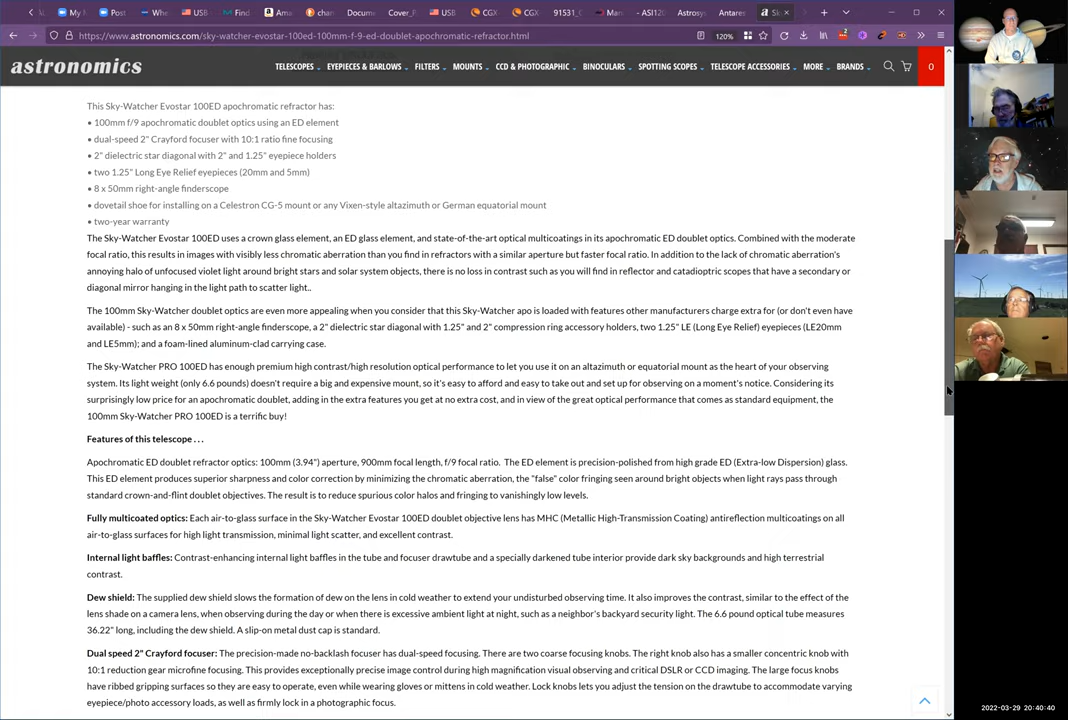 My
Post
Whe
USB
Find
Ama
chan
Docume
Cover_P
USB
CGX
CGX
91531_C
Man
- ASI120
Astrosy
Antares
Sk
https://www.astronomics.com/sky-watcher-evostar-100ed-100mm-f-9-ed-doublet-apochromatic-refractor.html
120%
astronomics
TELESCOPES
EYEPIECES & BARLOWS
FILTERS
MOUNTS
CCD & PHOTOGRAPHIC
BINOCULARS
SPOTTING SCOPES
TELESCOPE ACCESSORIES
MORE
BRANDS
0
This Sky-Watcher Evostar 100ED apochromatic refractor has:
• 100mm f/9 apochromatic doublet optics using an ED element
• dual-speed 2" Crayford focuser with 10:1 ratio fine focusing
• 2" dielectric star diagonal with 2" and 1.25" eyepiece holders
• two 1.25" Long Eye Relief eyepieces (20mm and 5mm)
• 8 x 50mm right-angle finderscope
• dovetail shoe for installing on a Celestron CG-5 mount or any Vixen-style altazimuth or German equatorial mount
• two-year warranty
The Sky-Watcher Evostar 100ED uses a crown glass element, an ED glass element, and state-of-the-art optical multicoatings in its apochromatic ED doublet optics. Combined with the moderate
focal ratio, this results in images with visibly less chromatic aberration than you find in refractors with a similar aperture but faster focal ratio. In addition to the lack of chromatic aberration's
annoying halo of unfocused violet light around bright stars and solar system objects, there is no loss in contrast such as you will find in reflector and catadioptric scopes that have a secondary or
diagonal mirror hanging in the light path to scatter light..
The 100mm Sky-Watcher doublet optics are even more appealing when you consider that this Sky-Watcher apo is loaded with features other manufacturers charge extra for (or don't even have
available) - such as an 8 x 50mm right-angle finderscope, a 2" dielectric star diagonal with 1.25" and 2" compression ring accessory holders, two 1.25" LE (Long Eye Relief) eyepieces (LE20mm
and LE5mm); and a foam-lined aluminum-clad carrying case.
The Sky-Watcher PRO 100ED has enough premium high contrast/high resolution optical performance to let you use it on an altazimuth or equatorial mount as the heart of your observing
system. Its light weight (only 6.6 pounds) doesn't require a big and expensive mount, so it's easy to afford and easy to take out and set up for observing on a moment's notice. Considering its
surprisingly low price for an apochromatic doublet, adding in the extra features you get at no extra cost, and in view of the great optical performance that comes as standard equipment, the
100mm Sky-Watcher PRO 100ED is a terrific buy!
Features of this telescope . . .
Apochromatic ED doublet refractor optics: 100mm (3.94") aperture, 900mm focal length, f/9 focal ratio. The ED element is precision-polished from high grade ED (Extra-low Dispersion) glass.
This ED element produces superior sharpness and color correction by minimizing the chromatic aberration, the "false" color fringing seen around bright objects when light rays pass through
standard crown-and-flint doublet objectives. The result is to reduce spurious color halos and fringing to vanishingly low levels.
Fully multicoated optics: Each air-to-glass surface in the Sky-Watcher Evostar 100ED doublet objective lens has MHC (Metallic High-Transmission Coating) antireflection multicoatings on all
air-to-glass surfaces for high light transmission, minimal light scatter, and excellent contrast.
Internal light baffles: Contrast-enhancing internal light baffles in the tube and focuser drawtube and a specially darkened tube interior provide dark sky backgrounds and high terrestrial
contrast.
Dew shield: The supplied dew shield slows the formation of dew on the lens in cold weather to extend your undisturbed observing time. It also improves the contrast, similar to the effect of the
lens shade on a camera lens, when observing during the day or when there is excessive ambient light at night, such as a neighbor's backyard security light. The 6.6 pound optical tube measures
36.22" long, including the dew shield. A slip-on metal dust cap is standard.
Dual speed 2" Crayford focuser: The precision-made no-backlash focuser has dual-speed focusing. There are two coarse focusing knobs. The right knob also has a smaller concentric knob with
10:1 reduction gear microfine focusing. This provides exceptionally precise image control during high magnification visual observing and critical DSLR or CCD imaging. The large focus knobs
have ribbed gripping surfaces so they are easy to operate, even while wearing gloves or mittens in cold weather. Lock knobs lets you adjust the tension on the drawtube to accommodate varying
eyepiece/photo accessory loads, as well as firmly lock in a photographic focus.
2022-03-29 20:40:40